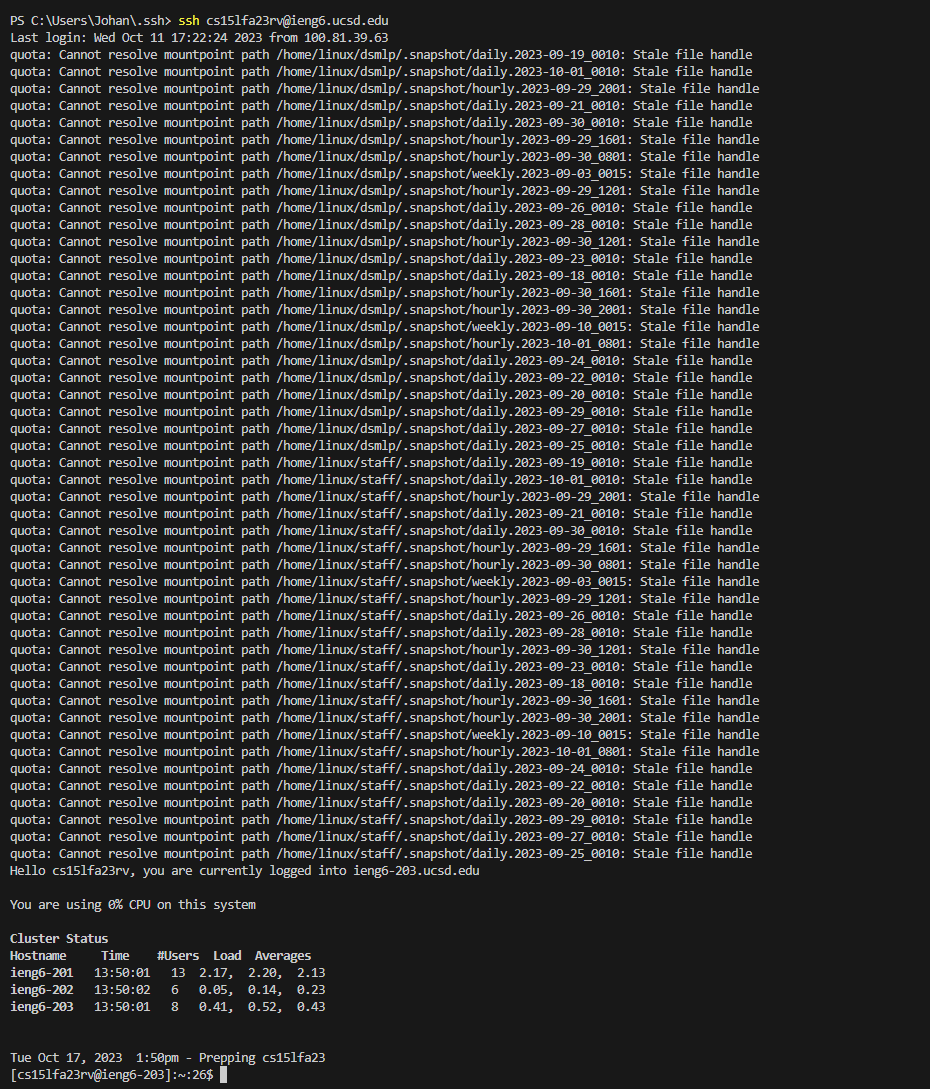 PS C:\Users\Johan\.ssh> ssh cs15lfa23rv@ieng6.ucsd.edu
Last login: Wed Oct 11 17:22:24 2023 from 100.81.39.63
quota: Cannot resolve mountpoint path /home/linux/dsmlp/.snapshot/daily.2023-09-19_0010: Stale file handle
quota: Cannot resolve mountpoint path /home/linux/dsmlp/.snapshot/daily.2023-10-01_0010: Stale file handle
quota: Cannot resolve mountpoint path /home/linux/dsmlp/.snapshot/hourly.2023-09-29_2001: Stale file handle
quota: Cannot resolve mountpoint path /home/linux/dsmlp/.snapshot/daily.2023-09-21_0010: Stale file handle
quota: Cannot resolve mountpoint path /home/linux/dsmlp/.snapshot/daily.2023-09-30_0010: Stale file handle
quota: Cannot resolve mountpoint path /home/linux/dsmlp/.snapshot/hourly.2023-09-29_1601: Stale file handle
quota: Cannot resolve mountpoint path /home/linux/dsmlp/.snapshot/hourly.2023-09-30_0801: Stale file handle
quota: Cannot resolve mountpoint path /home/linux/dsmlp/.snapshot/weekly.2023-09-03_0015: Stale file handle
quota: Cannot resolve mountpoint path /home/linux/dsmlp/.snapshot/hourly.2023-09-29_1201: Stale file handle
quota: Cannot resolve mountpoint path /home/linux/dsmlp/.snapshot/daily.2023-09-26_0010: Stale file handle
quota: Cannot resolve mountpoint path /home/linux/dsmlp/.snapshot/daily.2023-09-28_0010: Stale file handle
quota: Cannot resolve mountpoint path /home/linux/dsmlp/.snapshot/hourly.2023-09-30_1201: Stale file handle
quota: Cannot resolve mountpoint path /home/linux/dsmlp/.snapshot/daily.2023-09-23_0010: Stale file handle
quota: Cannot resolve mountpoint path /home/linux/dsmlp/.snapshot/daily.2023-09-18_0010: Stale file handle
quota: Cannot resolve mountpoint path /home/linux/dsmlp/.snapshot/hourly.2023-09-30_1601: Stale file handle
quota: Cannot resolve mountpoint path /home/linux/dsmlp/.snapshot/hourly.2023-09-30_2001: Stale file handle
quota: Cannot resolve mountpoint path /home/linux/dsmlp/.snapshot/weekly.2023-09-10_0015: Stale file handle
quota: Cannot resolve mountpoint path /home/linux/dsmlp/.snapshot/hourly.2023-10-01_0801: Stale file handle
quota: Cannot resolve mountpoint path /home/linux/dsmlp/.snapshot/daily.2023-09-24_0010: Stale file handle
quota: Cannot resolve mountpoint path /home/linux/dsmlp/.snapshot/daily.2023-09-22_0010: Stale file handle
quota: Cannot resolve mountpoint path /home/linux/dsmlp/.snapshot/daily.2023-09-20_0010: Stale file handle
quota: Cannot resolve mountpoint path /home/linux/dsmlp/.snapshot/daily.2023-09-29_0010: Stale file handle
quota: Cannot resolve mountpoint path /home/linux/dsmlp/.snapshot/daily.2023-09-27_0010: Stale file handle
quota: Cannot resolve mountpoint path /home/linux/dsmlp/.snapshot/daily.2023-09-25_0010: Stale file handle
quota: Cannot resolve mountpoint path /home/linux/staff/.snapshot/daily.2023-09-19_0010: Stale file handle
quota: Cannot resolve mountpoint path /home/linux/staff/.snapshot/daily.2023-10-01_0010: Stale file handle
quota: Cannot resolve mountpoint path /home/linux/staff/.snapshot/hourly.2023-09-29_2001: Stale file handle
quota: Cannot resolve mountpoint path /home/linux/staff/.snapshot/daily.2023-09-21_0010: Stale file handle
quota: Cannot resolve mountpoint path /home/linux/staff/.snapshot/daily.2023-09-30_0010: Stale file handle
quota: Cannot resolve mountpoint path /home/linux/staff/.snapshot/hourly.2023-09-29_1601: Stale file handle
quota: Cannot resolve mountpoint path /home/linux/staff/.snapshot/hourly.2023-09-30_0801: Stale file handle
quota: Cannot resolve mountpoint path /home/linux/staff/.snapshot/weekly.2023-09-03_0015: Stale file handle
quota: Cannot resolve mountpoint path /home/linux/staff/.snapshot/hourly.2023-09-29_1201: Stale file handle
quota: Cannot resolve mountpoint path /home/linux/staff/.snapshot/daily.2023-09-26_0010: Stale file handle
quota: Cannot resolve mountpoint path /home/linux/staff/.snapshot/daily.2023-09-28_0010: Stale file handle
quota: Cannot resolve mountpoint path /home/linux/staff/.snapshot/hourly.2023-09-30_1201: Stale file handle
quota: Cannot resolve mountpoint path /home/linux/staff/.snapshot/daily.2023-09-23_0010: Stale file handle
quota: Cannot resolve mountpoint path /home/linux/staff/.snapshot/daily.2023-09-18_0010: Stale file handle
quota: Cannot resolve mountpoint path /home/linux/staff/.snapshot/hourly.2023-09-30_1601: Stale file handle
quota: Cannot resolve mountpoint path /home/linux/staff/.snapshot/hourly.2023-09-30_2001: Stale file handle
quota: Cannot resolve mountpoint path /home/linux/staff/.snapshot/weekly.2023-09-10_0015: Stale file handle
quota: Cannot resolve mountpoint path /home/linux/staff/.snapshot/hourly.2023-10-01_0801: Stale file handle
quota: Cannot resolve mountpoint path /home/linux/staff/.snapshot/daily.2023-09-24_0010: Stale file handle
quota: Cannot resolve mountpoint path /home/linux/staff/.snapshot/daily.2023-09-22_0010: Stale file handle
quota: Cannot resolve mountpoint path /home/linux/staff/.snapshot/daily.2023-09-20_0010: Stale file handle
quota: Cannot resolve mountpoint path /home/linux/staff/.snapshot/daily.2023-09-29_0010: Stale file handle
quota: Cannot resolve mountpoint path /home/linux/staff/.snapshot/daily.2023-09-27_0010: Stale file handle
quota: Cannot resolve mountpoint path /home/linux/staff/.snapshot/daily.2023-09-25_0010: Stale file handle
Hello cs15lfa23rv, you are currently logged into ieng6-203.ucsd.edu
You are using 0% CPU on this system
Cluster Status
Hostname     Time    #Users  Load  Averages
ieng6-201   13:50:01   13  2.17,  2.20,  2.13
ieng6-202   13:50:02   6   0.05,  0.14,  0.23
ieng6-203   13:50:01   8   0.41,  0.52,  0.43
Tue Oct 17, 2023  1:50pm - Prepping cs15lfa23
[cs15lfa23rv@ieng6-203]:~:26$